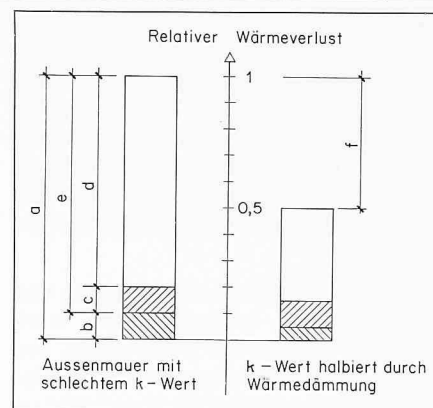 Relativer Wärmeverlust
1
0,5
a
e
d
c
b
f
Aussenmauer mit
schlechtem k-Wert
k-Wert halbiert durch
Wärmedämmung